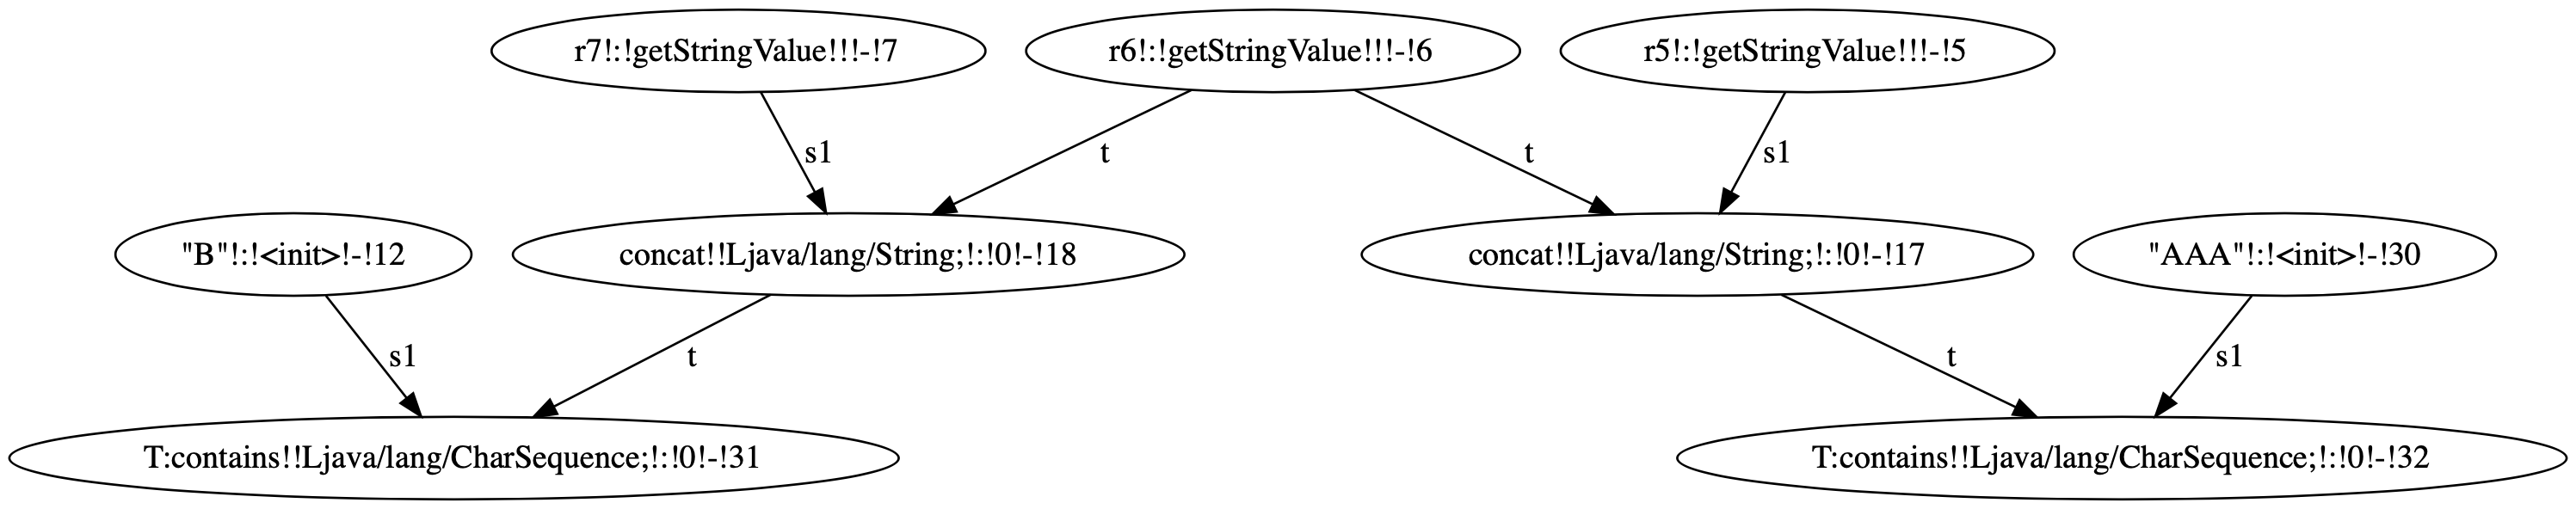 r7!:!getStringValue!!!-!7
r6!:!getStringValue!!!-!6
r5!:!getStringValue!!!-!5
s1
t
t
s1
"B"!:!<init>!-!12
concat!!Ljava/lang/String;!:!0!-!18
concat!!Ljava/lang/String;!:!0!-!17
"AAA"!:!<init>!-!30
s1
t
t
s1
T:contains!!Ljava/lang/CharSequence;!:!0!-!31
T:contains!!Ljava/lang/CharSequence;!:!0!-!32